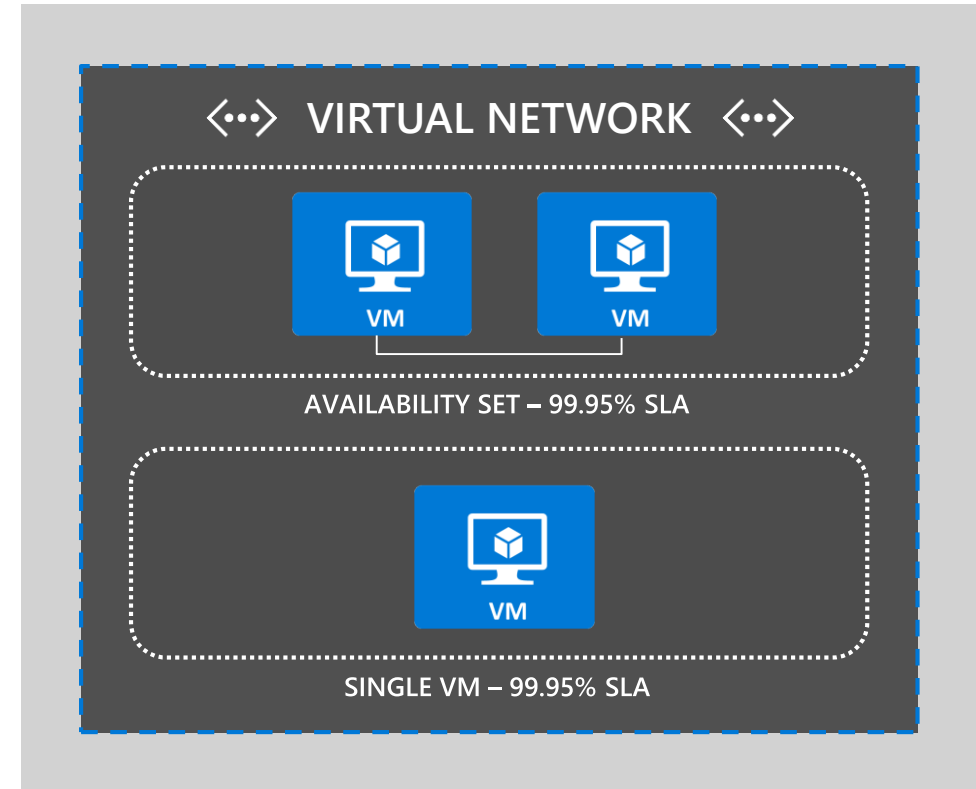 VIRTUAL NETWORK
VM VM
AVAILABILITY SET – 99.95% SLA
VM
SINGLE VM – 99.95% SLA